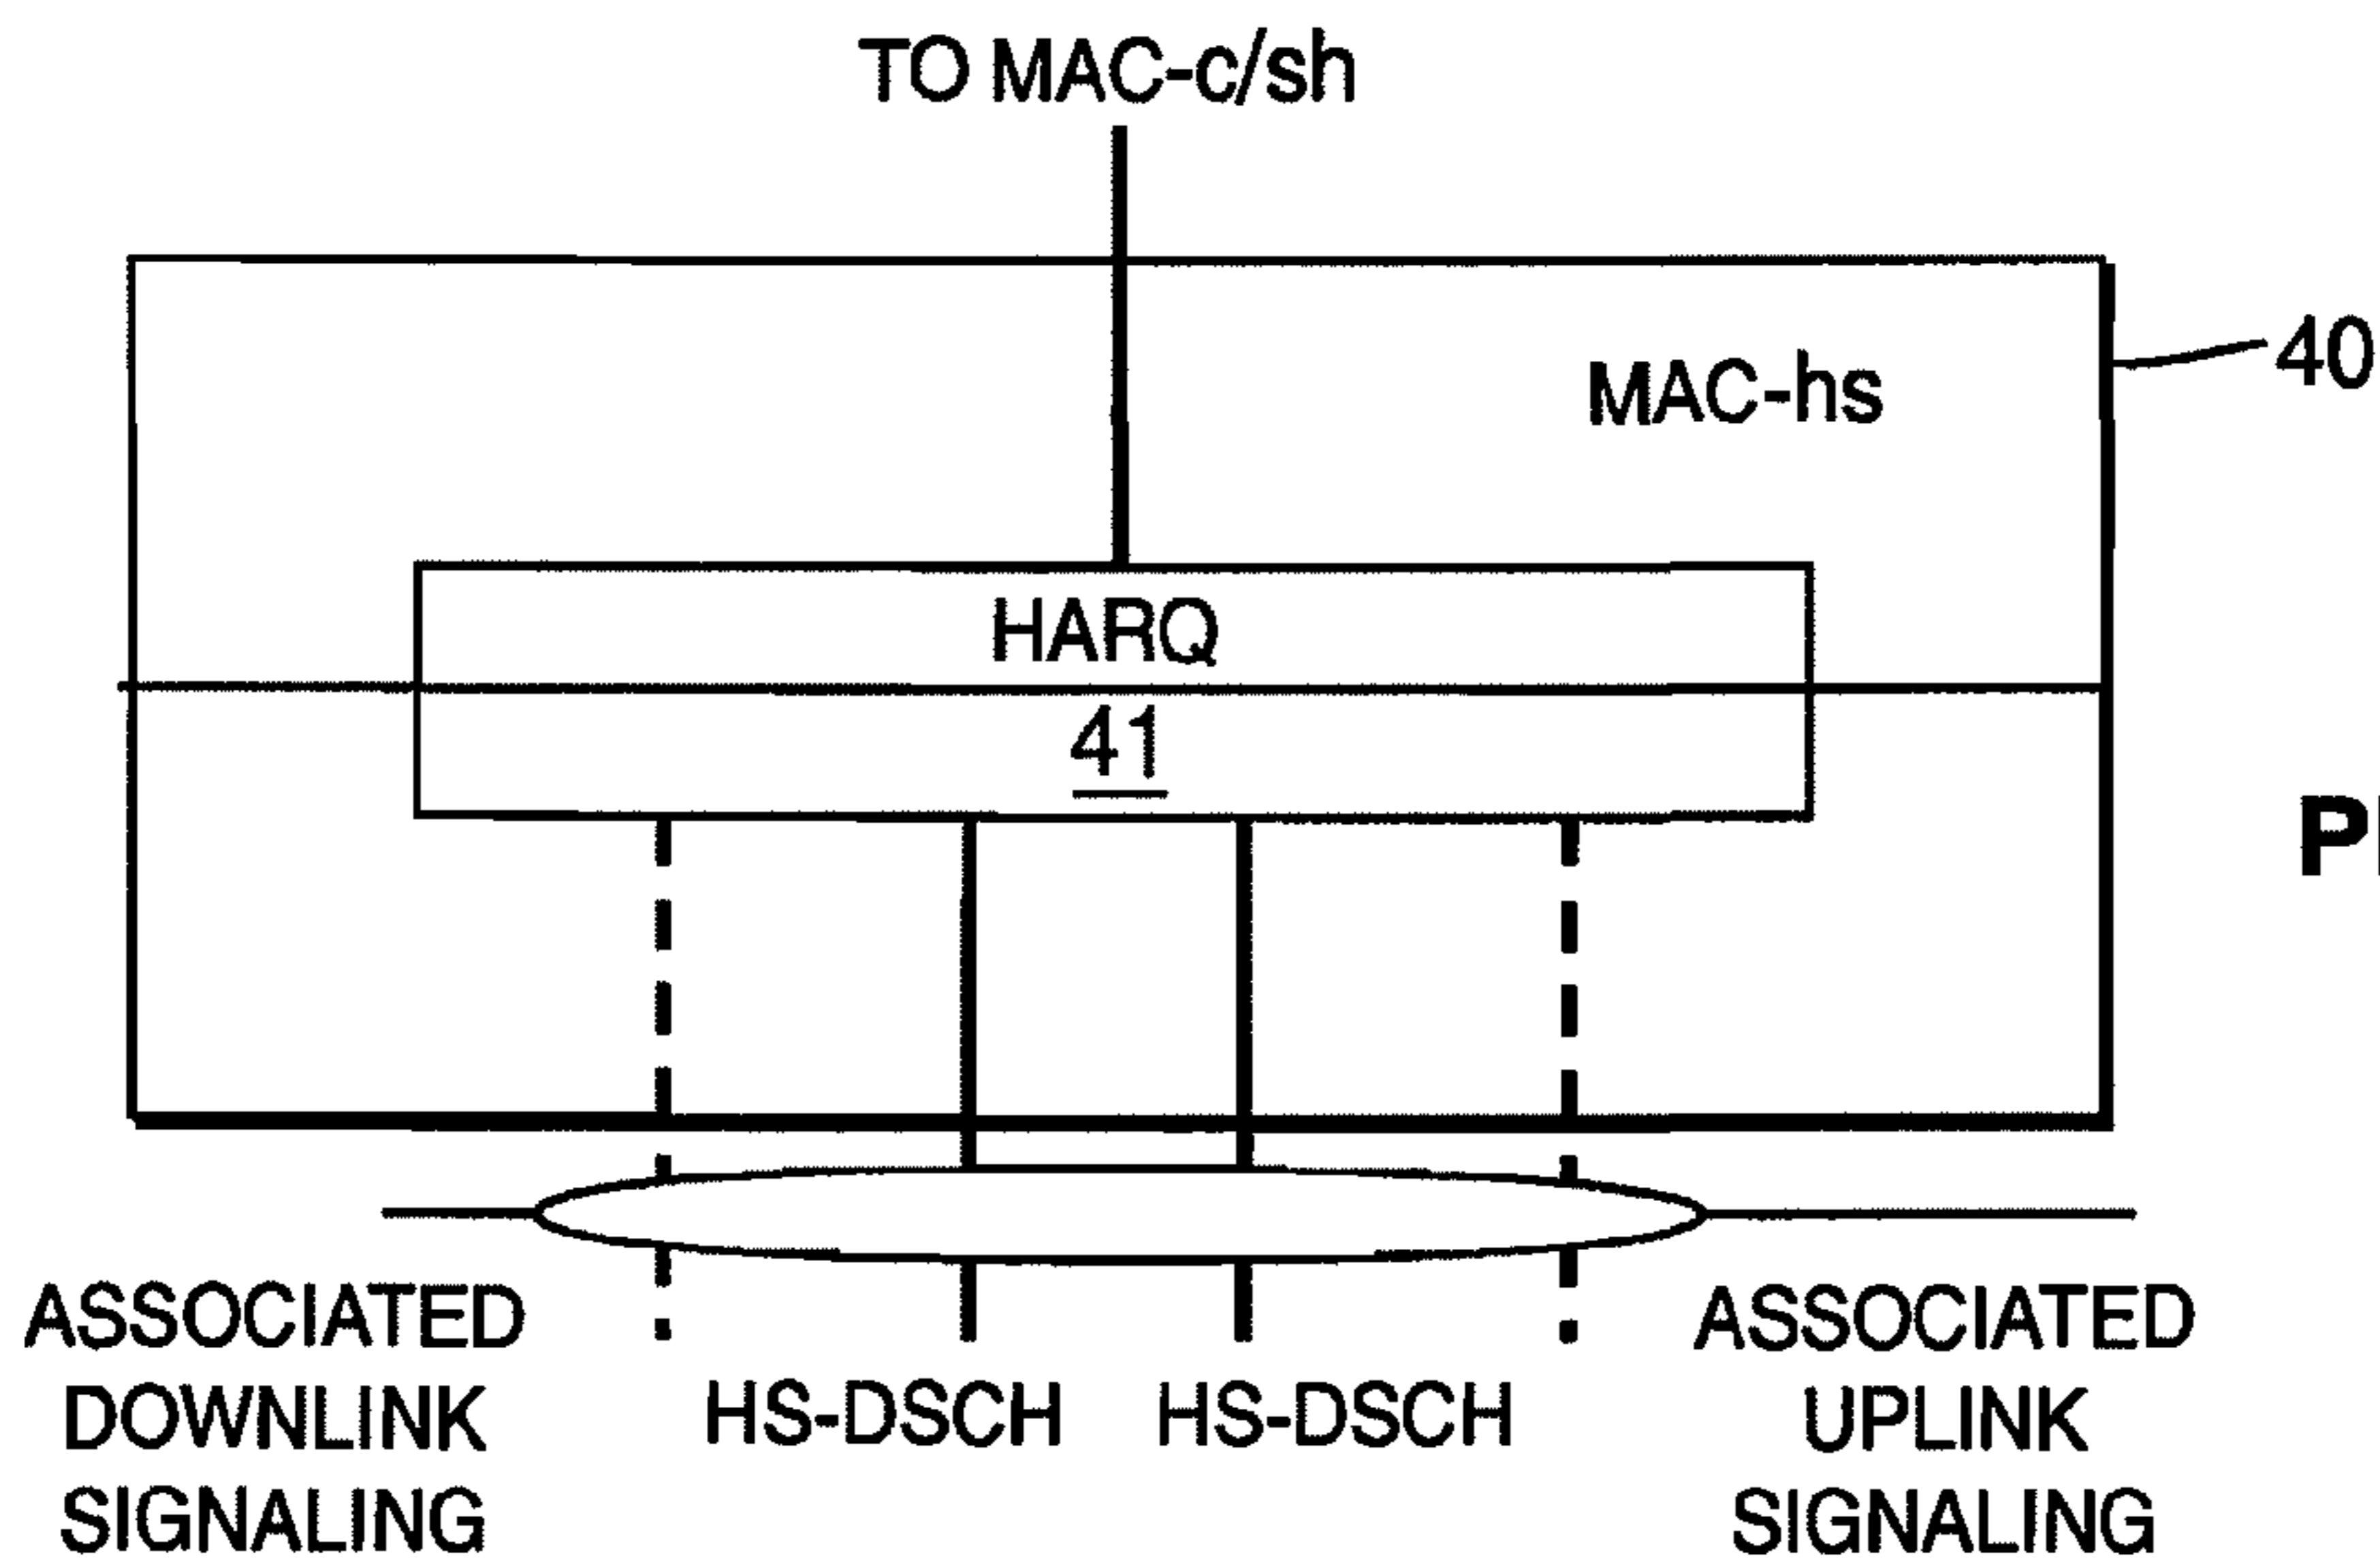 TO MAC-c/sh
MAC-hs
40
HARQ
41
ASSOCIATED
DOWNLINK
SIGNALING
HS-DSCH
HS-DSCH
ASSOCIATED
UPLINK
SIGNALING